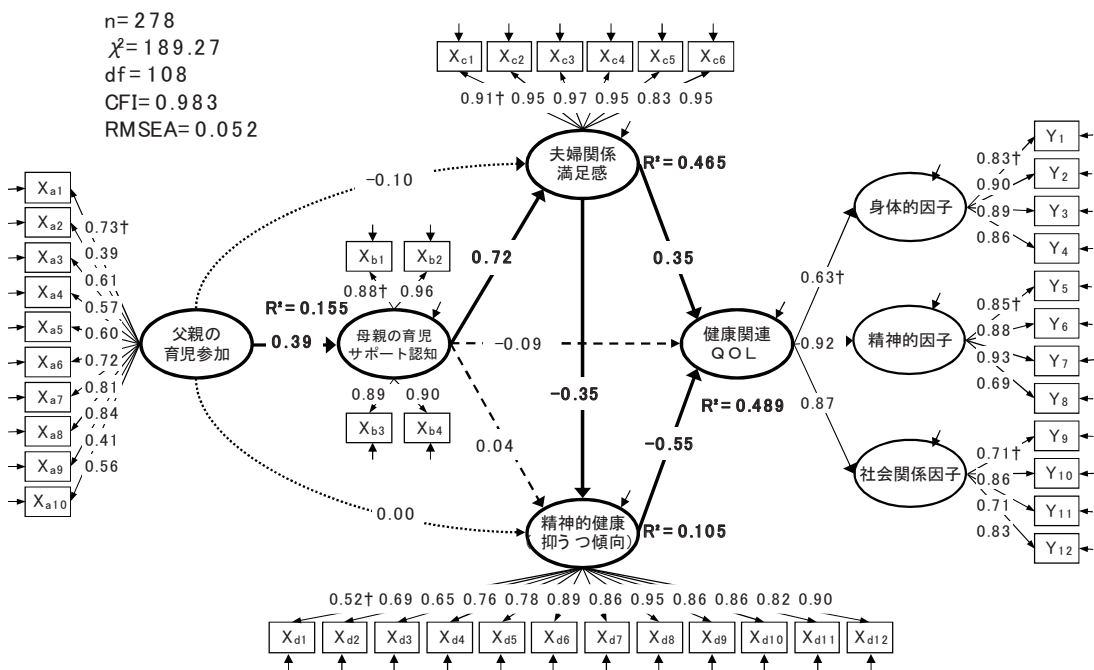 n=278
χ²=189.27
df=108
CFI=0.983
RMSEA=0.052
Xc1 Xc2 Xc3 Xc4 Xc5 Xc6
0.91† 0.95 0.97 0.95 0.83 0.95
夫婦関係
満足感
R²=0.465
-0.10
Xa1
Xa2
Xa3
Xa4
Xa5
Xa6
Xa7
Xa8
Xa9
Xa10
0.73†
0.39
0.61
0.57
0.60
0.72
0.81
0.84
0.41
0.56
父親の
育児参加
R²=0.155
0.39
Xb1 Xb2
0.88† 0.96
母親の育児
サポート認知
0.89 0.90
Xb3 Xb4
0.72
0.35
-0.09
-0.35
0.04
-0.55
0.00
健康関連
QOL
R²=0.489
0.63†
-0.92
0.87
身体的因子
精神的因子
社会関係因子
0.83†
0.90
0.89
0.86
0.85†
0.88
0.93
0.69
0.71†
0.86
0.71
0.83
Y1
Y2
Y3
Y4
Y5
Y6
Y7
Y8
Y9
Y10
Y11
Y12
精神的健康
(抑うつ傾向)
R²=0.105
0.52† 0.69 0.65 0.76 0.78 0.89 0.86 0.95 0.86 0.86 0.82 0.90
Xd1 Xd2 Xd3 Xd4 Xd5 Xd6 Xd7 Xd8 Xd9 Xd10 Xd11 Xd12